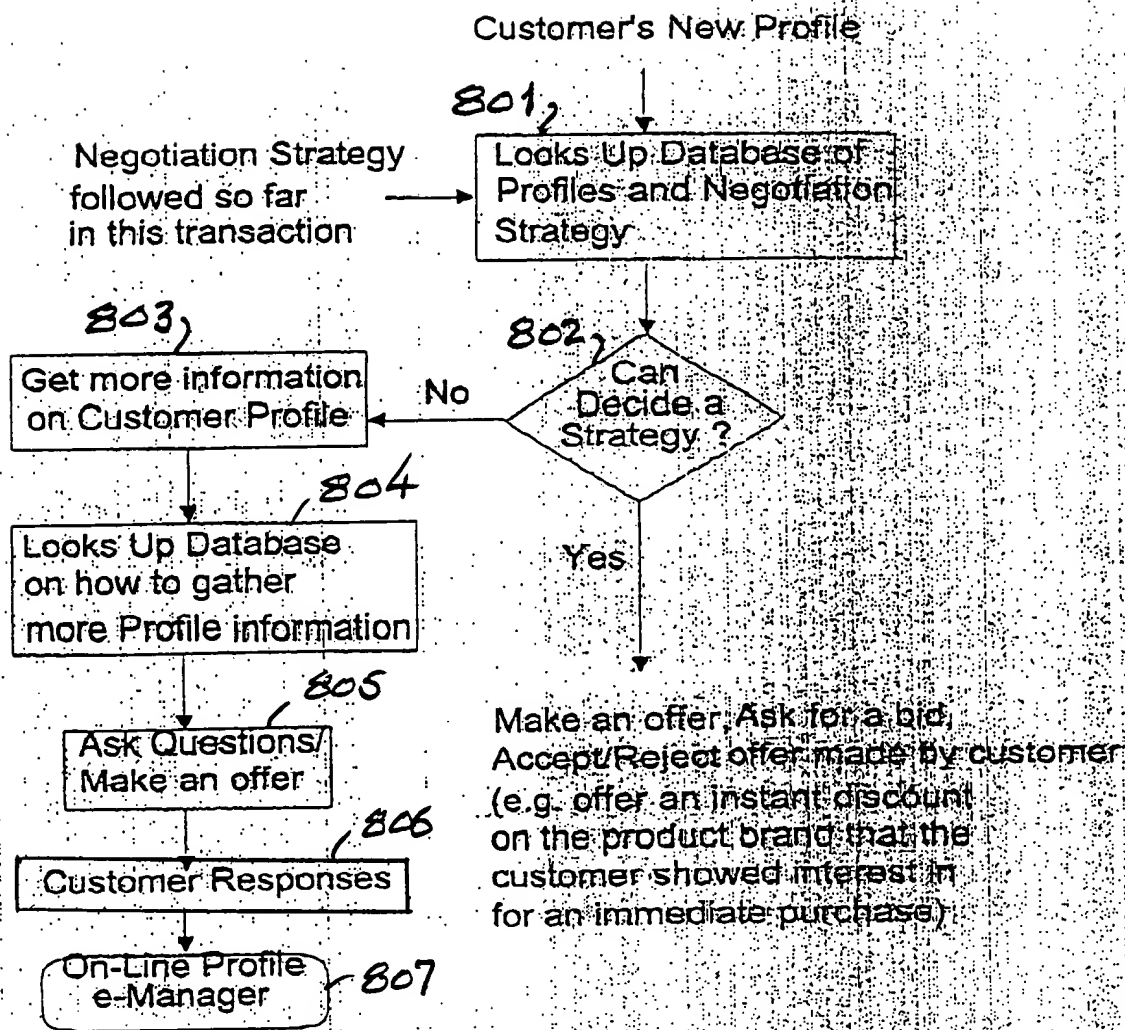 Customer's New Profile
801
Negotiation Strategy
followed so far
in this transaction
Looks Up Database of
Profiles and Negotiation
Strategy
802
Can
Decide a
Strategy ?
No
Yes
803
Get more information
on Customer Profile
804
Looks Up Database
on how to gather
more Profile information
805
Ask Questions/
Make an offer
806
Customer Responses
On-Line Profile
e-Manager
807
Make an offer, Ask for a bid,
Accept/Reject offer made by customer
(e.g. offer an instant discount
on the product brand that the
customer showed interest in
for an immediate purchase)